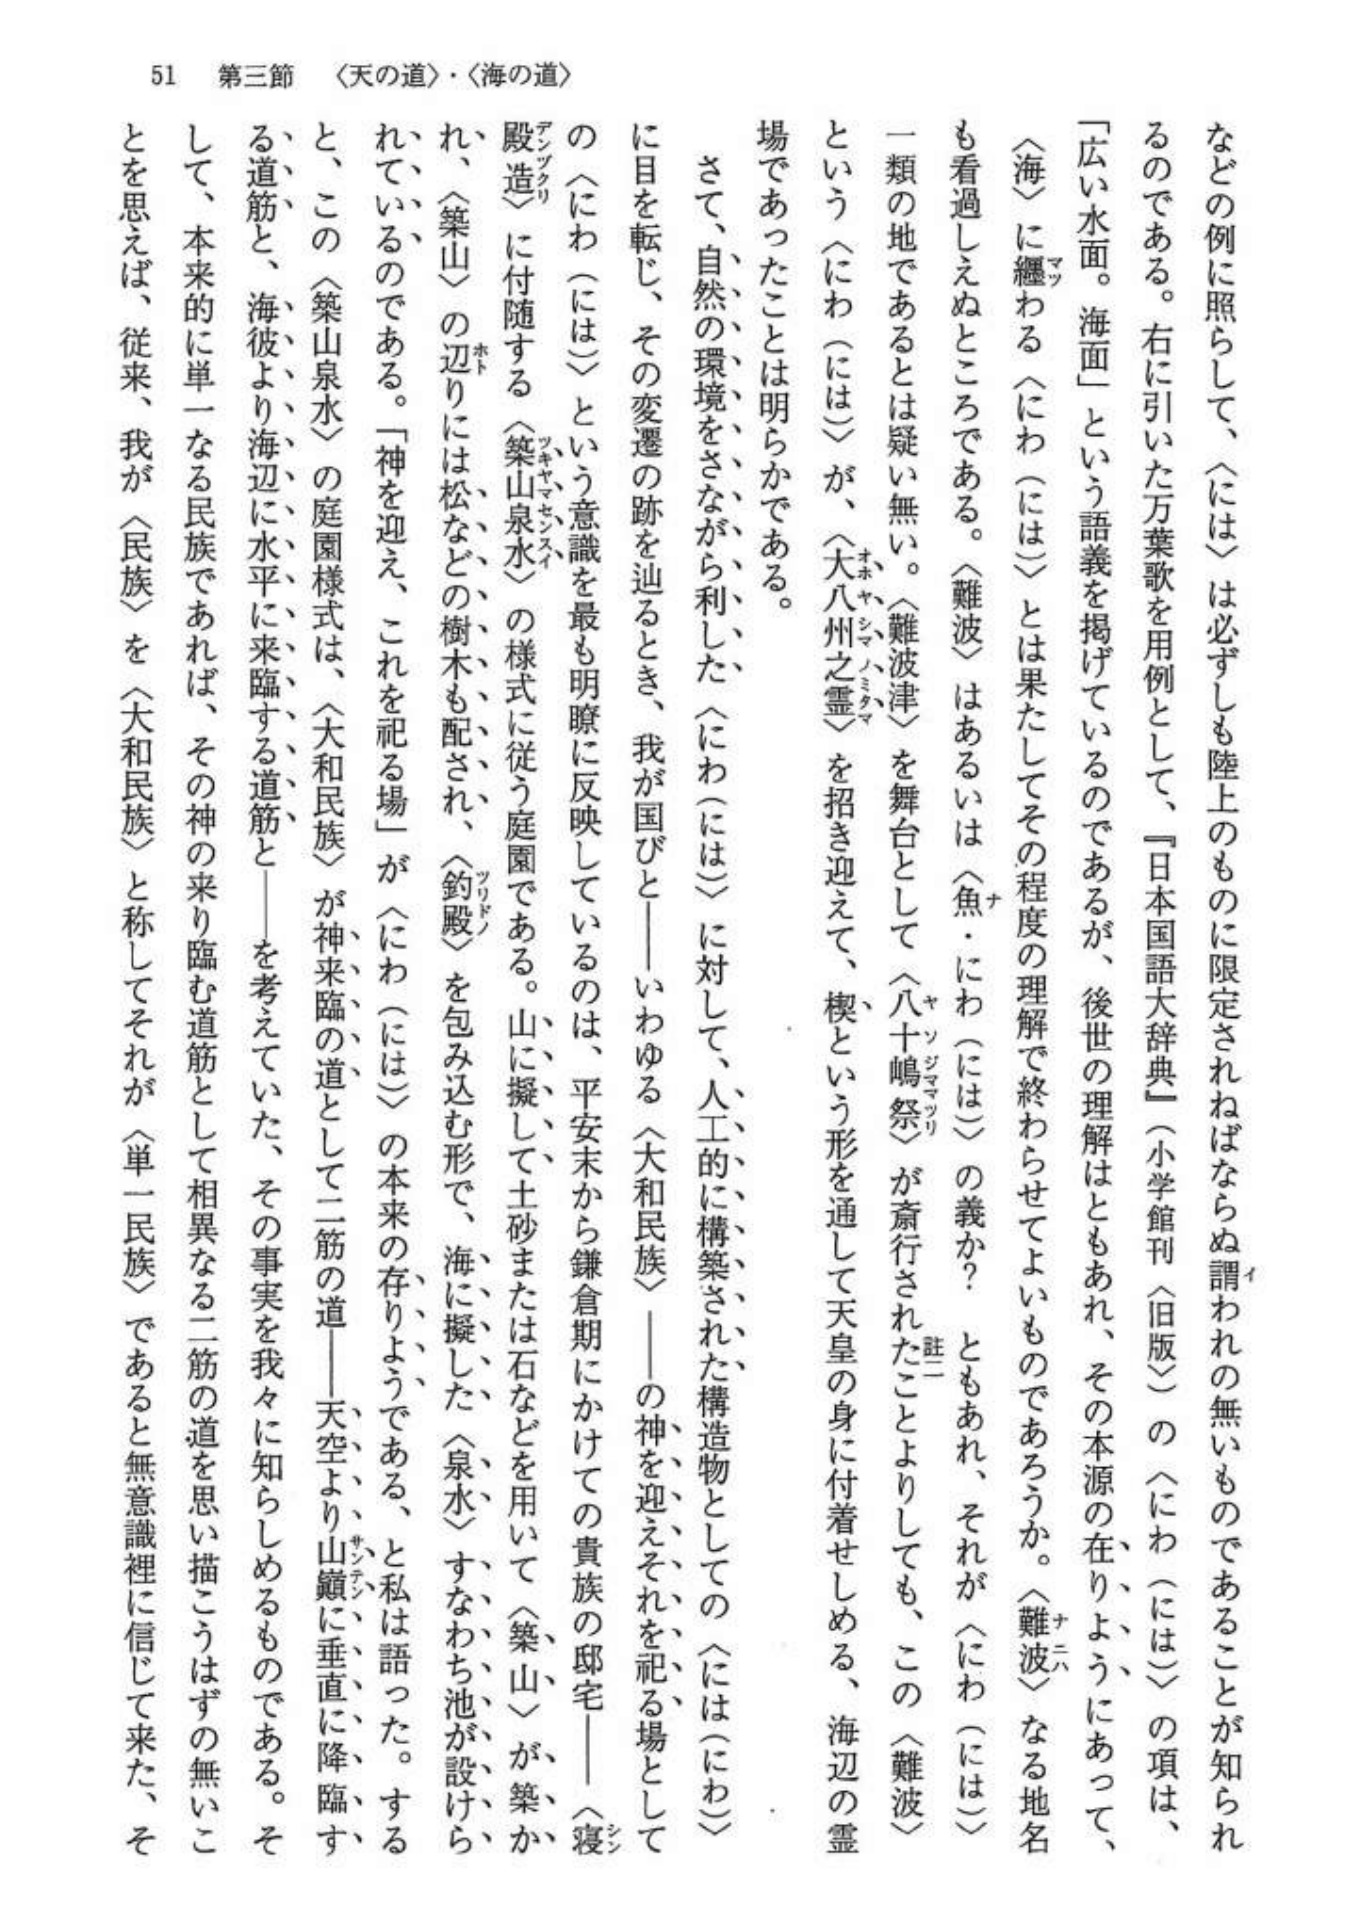 51　第三節　〈天の道〉・〈海の道〉
などの例に照らして、〈には〉は必ずしも陸上のものに限定されねばならぬ謂われの無いものであることが知られ
るのである。右に引いた万葉歌を用例として、『日本国語大辞典』（小学館刊〈旧版〉）の〈にわ（には）〉の項は、
「広い水面。海面」という語義を掲げているのであるが、後世の理解はともあれ、その本源の在りようにあって、
〈海〉に纒わる〈にわ（には）〉とは果たしてその程度の理解で終わらせてよいものであろうか。〈難波〉なる地名
も看過しえぬところである。〈難波〉はあるいは〈魚・にわ（には）〉の義か？　ともあれ、それが〈にわ（には）〉
一類の地であるとは疑い無い。〈難波津〉を舞台として〈八十嶋祭〉が斎行されたことよりしても、この〈難波〉
という〈にわ（には）〉が、〈大八州之霊〉を招き迎えて、楔という形を通して天皇の身に付着せしめる、海辺の霊
場であったことは明らかである。
さて、自然の環境をさながら利した〈にわ（には）〉に対して、人工的に構築された構造物としての〈には（にわ）〉
に目を転じ、その変遷の跡を辿るとき、我が国びと――いわゆる〈大和民族〉――の神を迎えそれを祀る場として
の〈にわ（には）〉という意識を最も明瞭に反映しているのは、平安末から鎌倉期にかけての貴族の邸宅――〈寝
殿造〉に付随する〈築山泉水〉の様式に従う庭園である。山に擬して土砂または石などを用いて〈築山〉が築か
れ、〈築山〉の辺りには松などの樹木も配され、〈釣殿〉を包み込む形で、海に擬した〈泉水〉すなわち池が設けら
れているのである。「神を迎え、これを祀る場」が〈にわ（には）〉の本来の存りようである、と私は語った。する
と、この〈築山泉水〉の庭園様式は、〈大和民族〉が神来臨の道として二筋の道――天空より山巓に垂直に降臨す
る道筋と、海彼より海辺に水平に来臨する道筋と――を考えていた、その事実を我々に知らしめるものである。そ
して、本来的に単一なる民族であれば、その神の来り臨む道筋として相異なる二筋の道を思い描こうはずの無いこ
とを思えば、従来、我が〈民族〉を〈大和民族〉と称してそれが〈単一民族〉であると無意識裡に信じて来た、そ